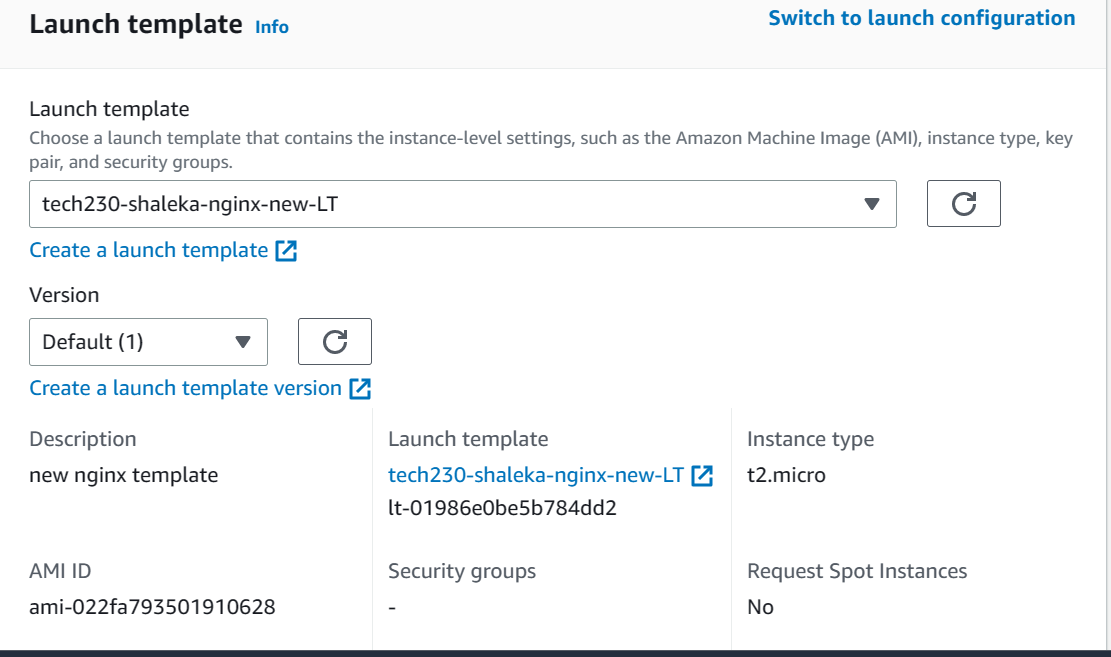 Launch template Info
Switch to launch configuration
Launch template
Choose a launch template that contains the instance-level settings, such as the Amazon Machine Image (AMI), instance type, key
pair, and security groups.
tech230-shaleka-nginx-new-LT
Create a launch template
Version
Default (1)
Create a launch template version
Description
new nginx template
Launch template
tech230-shaleka-nginx-new-LT
lt-01986e0be5b784dd2
Instance type
t2.micro
AMI ID
ami-022fa793501910628
Security groups
-
Request Spot Instances
No